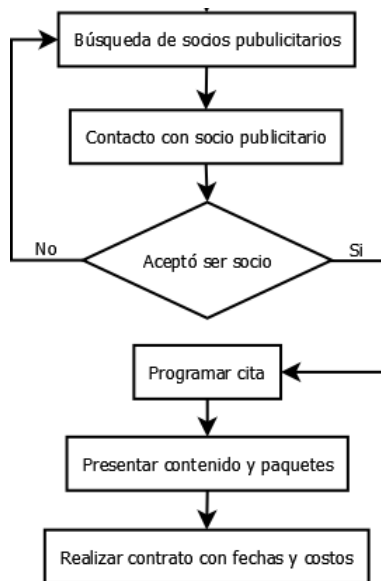 Búsqueda de socios pubulicitarios
Contacto con socio publicitario
No
Aceptó ser socio
Si
Programar cita
Presentar contenido y paquetes
Realizar contrato con fechas y costos